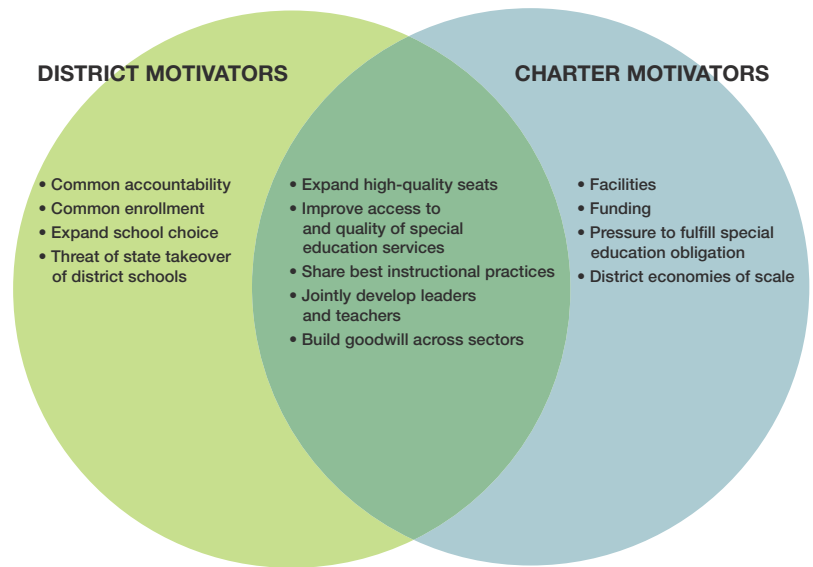 DISTRICT MOTIVATORS
CHARTER MOTIVATORS
• Common accountability
• Common enrollment
• Expand school choice
• Threat of state takeover
of district schools
• Expand high-quality seats
• Improve access to
and quality of special
education services
• Share best instructional practices
• Jointly develop leaders
and teachers
• Build goodwill across sectors
• Facilities
• Funding
• Pressure to fulfill special
education obligation
• District economies of scale